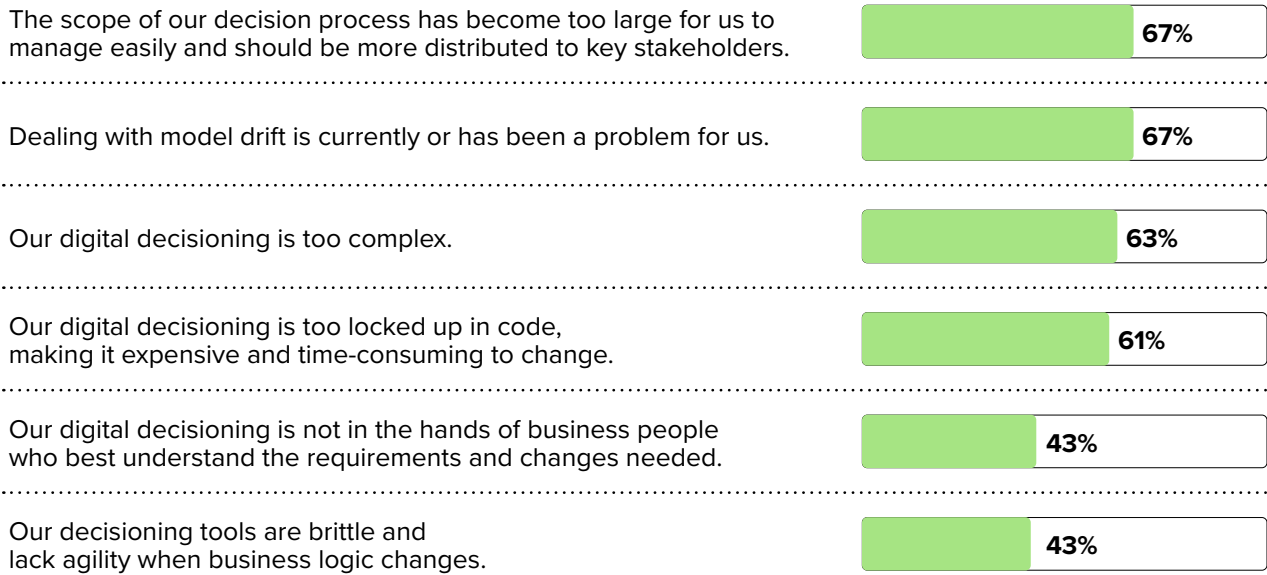 The scope of our decision process has become too large for us to
manage easily and should be more distributed to key stakeholders.
67%
Dealing with model drift is currently or has been a problem for us.
67%
Our digital decisioning is too complex.
63%
Our digital decisioning is too locked up in code,
making it expensive and time-consuming to change.
61%
Our digital decisioning is not in the hands of business people
who best understand the requirements and changes needed.
43%
Our decisioning tools are brittle and
lack agility when business logic changes.
43%